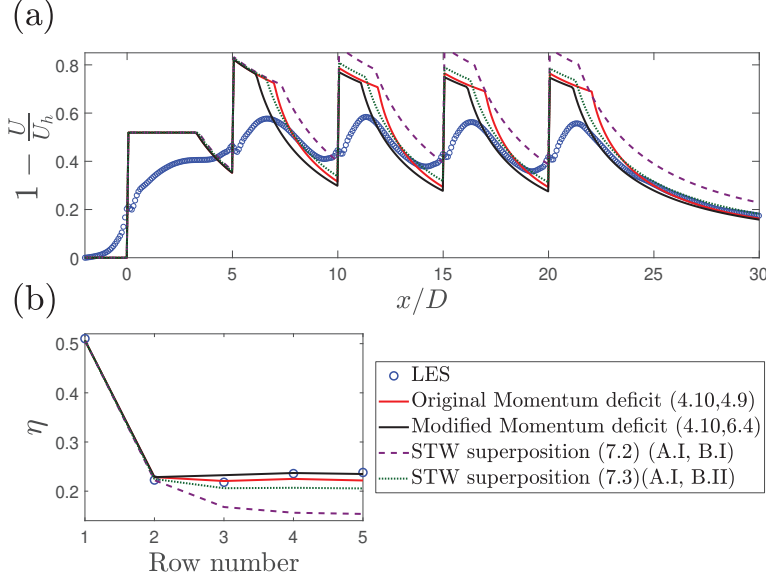 (a)
1 − U/U_h
0.8
0.6
0.4
0.2
0
0 5 10 15 20 25 30
x/D
(b)
η
0.5
0.4
0.3
0.2
1 2 3 4 5
Row number
LES
Original Momentum deficit (4.10,4.9)
Modified Momentum deficit (4.10,6.4)
STW superposition (7.2) (A.I, B.I)
STW superposition (7.3)(A.I, B.II)